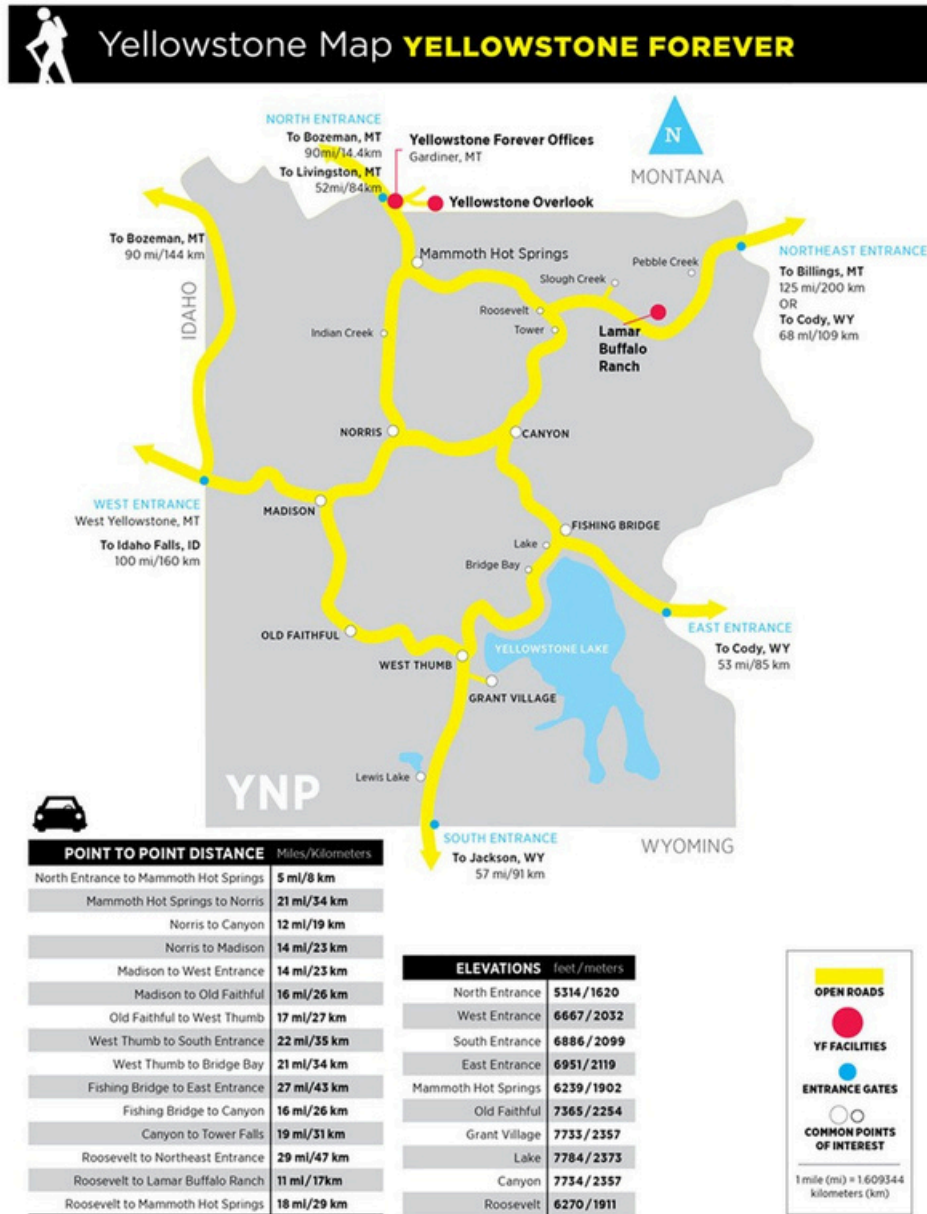 Yellowstone Map YELLOWSTONE FOREVER
NORTH ENTRANCE
To Bozeman, MT
90mi/14.4km
To Livingston, MT
52mi/84km
Yellowstone Forever Offices
Gardiner, MT
Yellowstone Overlook
N
MONTANA
To Bozeman, MT
90 mi/144 km
IDAHO
Mammoth Hot Springs
Pebble Creek
Slough Creek
NORTHEAST ENTRANCE
To Billings, MT
125 mi/200 km
OR
To Cody, WY
68 ml/109 km
Roosevelt
Tower
Indian Creek
Lamar
Buffalo
Ranch
NORRIS
CANYON
WEST ENTRANCE
West Yellowstone, MT
To Idaho Falls, ID
100 mi/160 km
MADISON
FISHING BRIDGE
Lake
Bridge Bay
OLD FAITHFUL
WEST THUMB
YELLOWSTONE LAKE
GRANT VILLAGE
EAST ENTRANCE
To Cody, WY
53 mi/85 km
Lewis Lake
YNP
SOUTH ENTRANCE
To Jackson, WY
57 mi/91 km
WYOMING
POINT TO POINT DISTANCE Miles/Kilometers
North Entrance to Mammoth Hot Springs 5 mi/8 km
Mammoth Hot Springs to Norris 21 mi/34 km
Norris to Canyon 12 mi/19 km
Norris to Madison 14 mi/23 km
Madison to West Entrance 14 mi/23 km
Madison to Old Faithful 16 mi/26 km
Old Faithful to West Thumb 17 mi/27 km
West Thumb to South Entrance 22 mi/35 km
West Thumb to Bridge Bay 21 mi/34 km
Fishing Bridge to East Entrance 27 mi/43 km
Fishing Bridge to Canyon 16 mi/26 km
Canyon to Tower Falls 19 mi/31 km
Roosevelt to Northeast Entrance 29 mi/47 km
Roosevelt to Lamar Buffalo Ranch 11 mi/17km
Roosevelt to Mammoth Hot Springs 18 mi/29 km
ELEVATIONS feet/meters
North Entrance 5314/1620
West Entrance 6667/2032
South Entrance 6886/2099
East Entrance 6951/2119
Mammoth Hot Springs 6239/1902
Old Faithful 7365/2254
Grant Village 7733/2357
Lake 7784/2373
Canyon 7734/2357
Roosevelt 6270/1911
OPEN ROADS
YF FACILITIES
ENTRANCE GATES
COMMON POINTS
OF INTEREST
1 mile (mi) = 1.609344
kilometers (km)